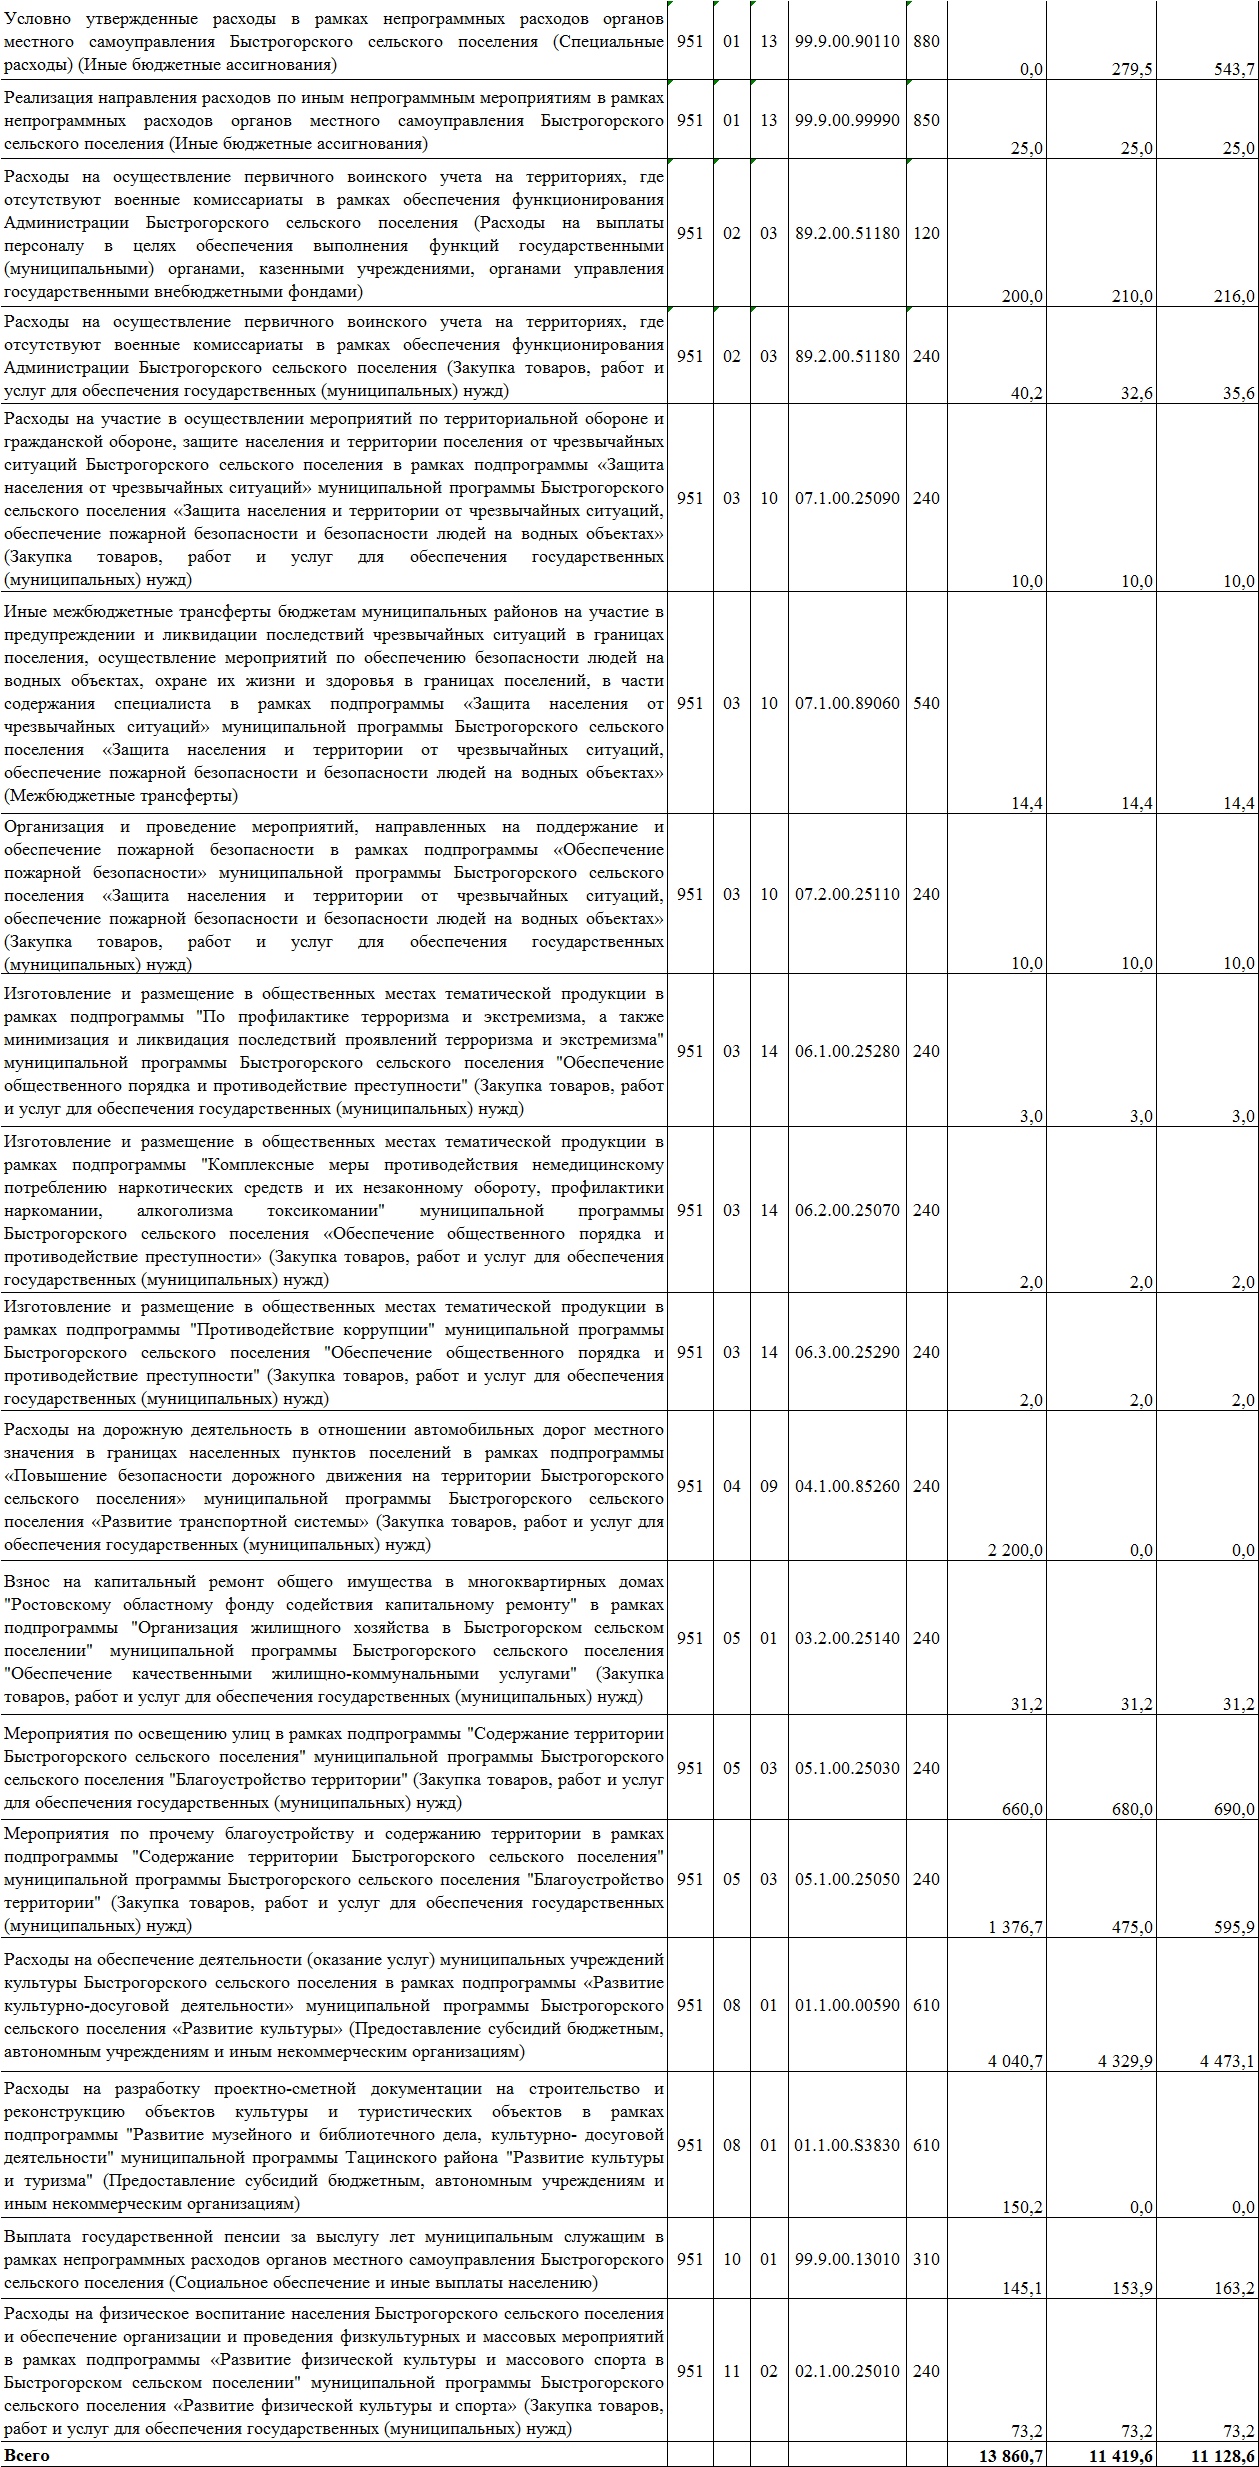 Условно утвержденные расходы в рамках непрограммных расходов органов
местного самоуправления Быстрогорского сельского поселения (Специальные
расходы) (Иные бюджетные ассигнования)
951 01 13 99.9.00.90110 880
0,0 279,5 543,7
Реализация направления расходов по иным непрограммным мероприятиям в рамках
непрограммных расходов органов местного самоуправления Быстрогорского
сельского поселения (Иные бюджетные ассигнования)
951 01 13 99.9.00.99990 850
25,0 25,0 25,0
Расходы на осуществление первичного воинского учета на территориях, где
отсутствуют военные комиссариаты в рамках обеспечения функционирования
Администрации Быстрогорского сельского поселения (Расходы на выплаты
персоналу в целях обеспечения выполнения функций государственными
(муниципальными) органами, казенными учреждениями, органами управления
государственными внебюджетными фондами)
951 02 03 89.2.00.51180 120
200,0 210,0 216,0
Расходы на осуществление первичного воинского учета на территориях, где
отсутствуют военные комиссариаты в рамках обеспечения функционирования
Администрации Быстрогорского сельского поселения (Закупка товаров, работ и
услуг для обеспечения государственных (муниципальных) нужд)
951 02 03 89.2.00.51180 240
40,2 32,6 35,6
Расходы на участие в осуществлении мероприятий по территориальной обороне и
гражданской обороне, защите населения и территории поселения от чрезвычайных
ситуаций Быстрогорского сельского поселения в рамках подпрограммы «Защита
населения от чрезвычайных ситуаций» муниципальной программы Быстрогорского
сельского поселения «Защита населения и территории от чрезвычайных ситуаций,
обеспечение пожарной безопасности и безопасности людей на водных объектах»
(Закупка товаров, работ и услуг для обеспечения государственных
(муниципальных) нужд)
951 03 10 07.1.00.25090 240
10,0 10,0 10,0
Иные межбюджетные трансферты бюджетам муниципальных районов на участие в
предупреждении и ликвидации последствий чрезвычайных ситуаций в границах
поселения, осуществление мероприятий по обеспечению безопасности людей на
водных объектах, охране их жизни и здоровья в границах поселений, в части
содержания специалиста в рамках подпрограммы «Защита населения от
чрезвычайных ситуаций» муниципальной программы Быстрогорского сельского
поселения «Защита населения и территории от чрезвычайных ситуаций,
обеспечение пожарной безопасности и безопасности людей на водных объектах»
(Межбюджетные трансферты)
951 03 10 07.1.00.89060 540
14,4 14,4 14,4
Организация и проведение мероприятий, направленных на поддержание и
обеспечение пожарной безопасности в рамках подпрограммы «Обеспечение
пожарной безопасности» муниципальной программы Быстрогорского сельского
поселения «Защита населения и территории от чрезвычайных ситуаций,
обеспечение пожарной безопасности и безопасности людей на водных объектах»
(Закупка товаров, работ и услуг для обеспечения государственных
(муниципальных) нужд)
951 03 10 07.2.00.25110 240
10,0 10,0 10,0
Изготовление и размещение в общественных местах тематической продукции в
рамках подпрограммы "По профилактике терроризма и экстремизма, а также
минимизация и ликвидация последствий проявлений терроризма и экстремизма"
муниципальной программы Быстрогорского сельского поселения "Обеспечение
общественного порядка и противодействие преступности" (Закупка товаров, работ
и услуг для обеспечения государственных (муниципальных) нужд)
951 03 14 06.1.00.25280 240
3,0 3,0 3,0
Изготовление и размещение в общественных местах тематической продукции в
рамках подпрограммы "Комплексные меры противодействия немедицинскому
потреблению наркотических средств и их незаконному обороту, профилактики
наркомании, алкоголизма токсикомании" муниципальной программы
Быстрогорского сельского поселения «Обеспечение общественного порядка и
противодействие преступности» (Закупка товаров, работ и услуг для обеспечения
государственных (муниципальных) нужд)
951 03 14 06.2.00.25070 240
2,0 2,0 2,0
Изготовление и размещение в общественных местах тематической продукции в
рамках подпрограммы "Противодействие коррупции" муниципальной программы
Быстрогорского сельского поселения "Обеспечение общественного порядка и
противодействие преступности" (Закупка товаров, работ и услуг для обеспечения
государственных (муниципальных) нужд)
951 03 14 06.3.00.25290 240
2,0 2,0 2,0
Расходы на дорожную деятельность в отношении автомобильных дорог местного
значения в границах населенных пунктов поселений в рамках подпрограммы
«Повышение безопасности дорожного движения на территории Быстрогорского
сельского поселения» муниципальной программы Быстрогорского сельского
поселения «Развитие транспортной системы» (Закупка товаров, работ и услуг для
обеспечения государственных (муниципальных) нужд)
951 04 09 04.1.00.85260 240
2 200,0 0,0 0,0
Взнос на капитальный ремонт общего имущества в многоквартирных домах
"Ростовскому областному фонду содействия капитальному ремонту" в рамках
подпрограммы "Организация жилищного хозяйства в Быстрогорском сельском
поселении" муниципальной программы Быстрогорского сельского поселения
"Обеспечение качественными жилищно-коммунальными услугами" (Закупка
товаров, работ и услуг для обеспечения государственных (муниципальных) нужд)
951 05 01 03.2.00.25140 240
31,2 31,2 31,2
Мероприятия по освещению улиц в рамках подпрограммы "Содержание территории
Быстрогорского сельского поселения" муниципальной программы Быстрогорского
сельского поселения "Благоустройство территории" (Закупка товаров, работ и услуг
для обеспечения государственных (муниципальных) нужд)
951 05 03 05.1.00.25030 240
660,0 680,0 690,0
Мероприятия по прочему благоустройству и содержанию территории в рамках
подпрограммы "Содержание территории Быстрогорского сельского поселения"
муниципальной программы Быстрогорского сельского поселения "Благоустройство
территории" (Закупка товаров, работ и услуг для обеспечения государственных
(муниципальных) нужд)
951 05 03 05.1.00.25050 240
1 376,7 475,0 595,9
Расходы на обеспечение деятельности (оказание услуг) муниципальных учреждений
культуры Быстрогорского сельского поселения в рамках подпрограммы «Развитие
культурно-досуговой деятельности» муниципальной программы Быстрогорского
сельского поселения «Развитие культуры» (Предоставление субсидий бюджетным,
автономным учреждениям и иным некоммерческим организациям)
951 08 01 01.1.00.00590 610
4 040,7 4 329,9 4 473,1
Расходы на разработку проектно-сметной документации на строительство и
реконструкцию объектов культуры и туристических объектов в рамках
подпрограммы "Развитие музейного и библиотечного дела, культурно- досуговой
деятельности" муниципальной программы Тацинского района "Развитие культуры
и туризма" (Предоставление субсидий бюджетным, автономным учреждениям и
иным некоммерческим организациям)
951 08 01 01.1.00.S3830 610
150,2 0,0 0,0
Выплата государственной пенсии за выслугу лет муниципальным служащим в
рамках непрограммных расходов органов местного самоуправления Быстрогорского
сельского поселения (Социальное обеспечение и иные выплаты населению)
951 10 01 99.9.00.13010 310
145,1 153,9 163,2
Расходы на физическое воспитание населения Быстрогорского сельского поселения
и обеспечение организации и проведения физкультурных и массовых мероприятий
в рамках подпрограммы «Развитие физической культуры и массового спорта в
Быстрогорском сельском поселении" муниципальной программы Быстрогорского
сельского поселения «Развитие физической культуры и спорта» (Закупка товаров,
работ и услуг для обеспечения государственных (муниципальных) нужд)
951 11 02 02.1.00.25010 240
73,2 73,2 73,2
Всего 13 860,7 11 419,6 11 128,6